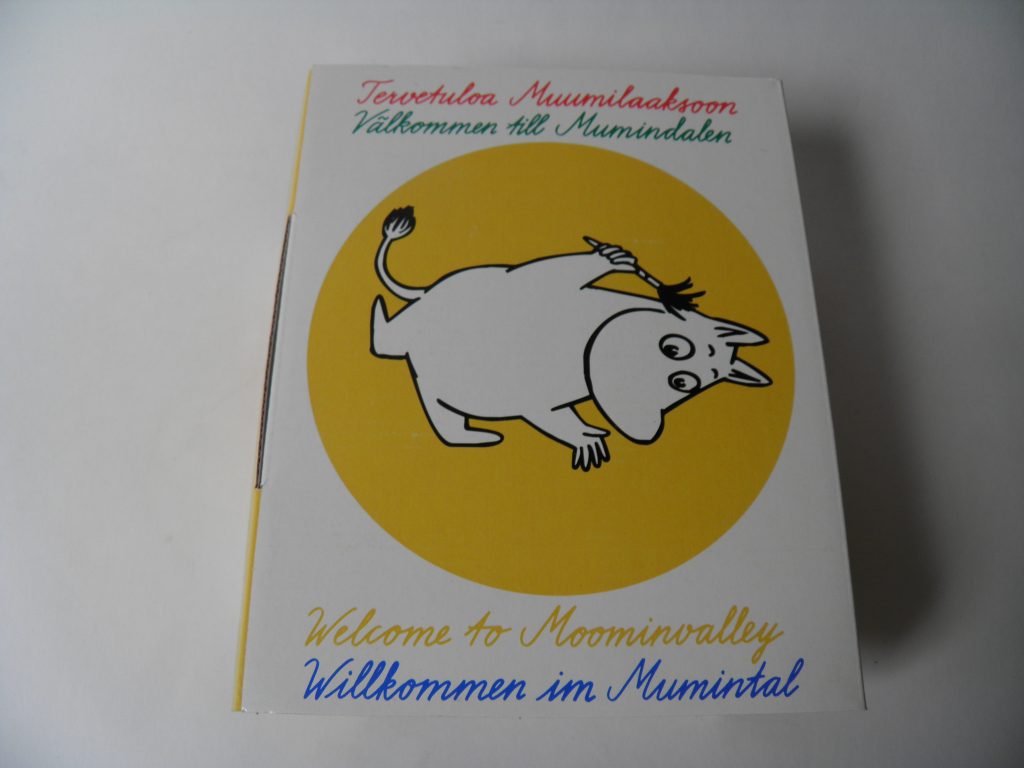 Tervetuloa Muumilaaksoon
Välkommen till Mumindalen
Welcome to Moominvalley
Willkommen im Mumintal